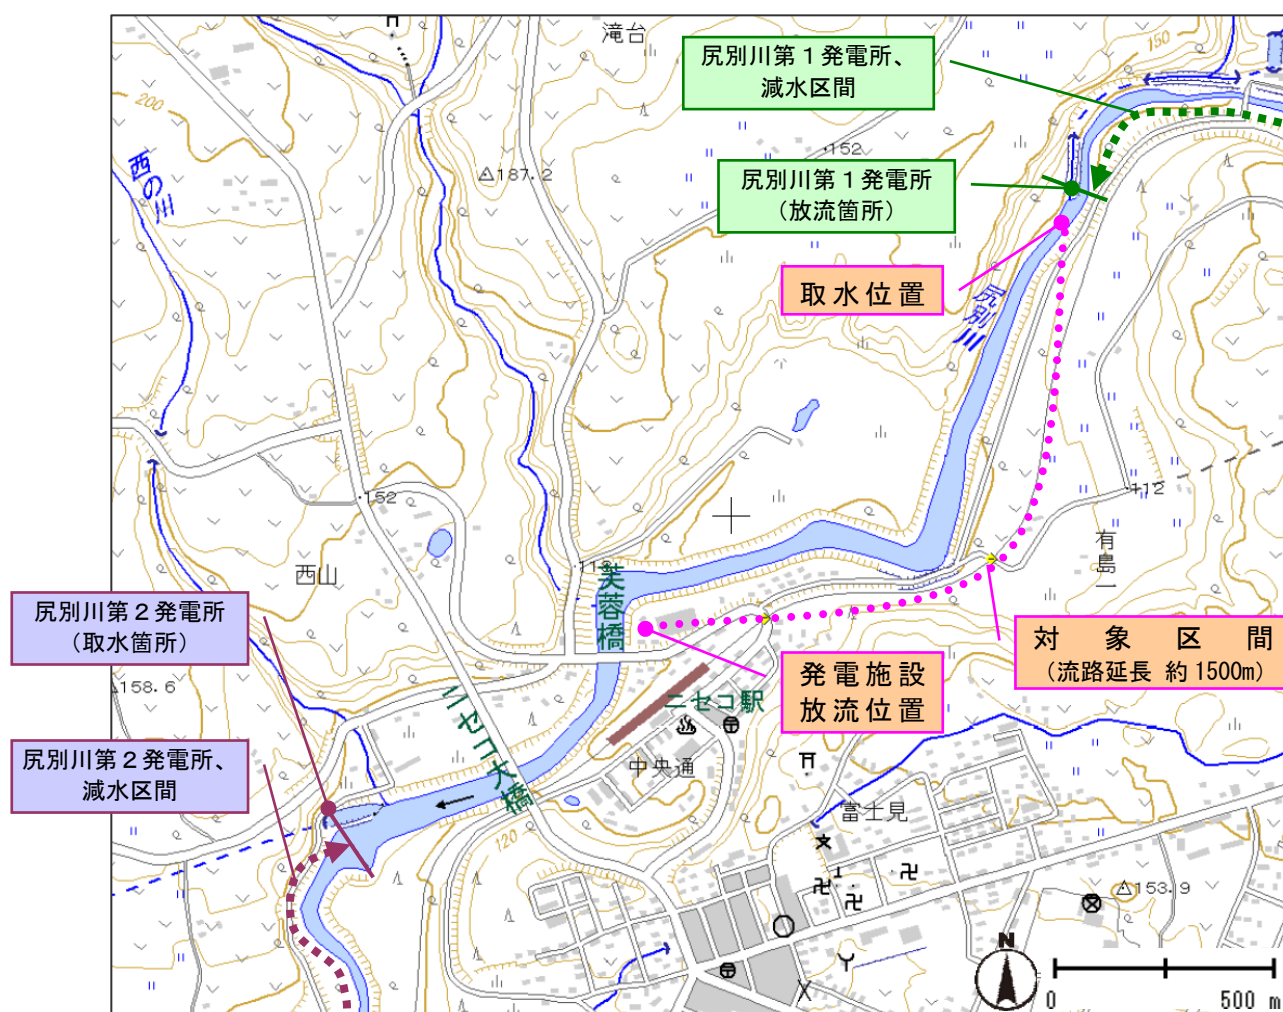 滝台
尻別川第１発電所、
減水区間
150
200
152
187.2
西の川
尻別川第１発電所
（放流箇所）
取水位置
尻別川
152
112
有島一
西山
113
芙蓉橋
尻別川第２発電所
（取水箇所）
対象区間
（流路延長 約1500m）
158.6
発電施設
放流位置
ニセコ駅
ニセコ大橋
中央通
尻別川第２発電所、
減水区間
富士見
120
153.9
N
0 500 m